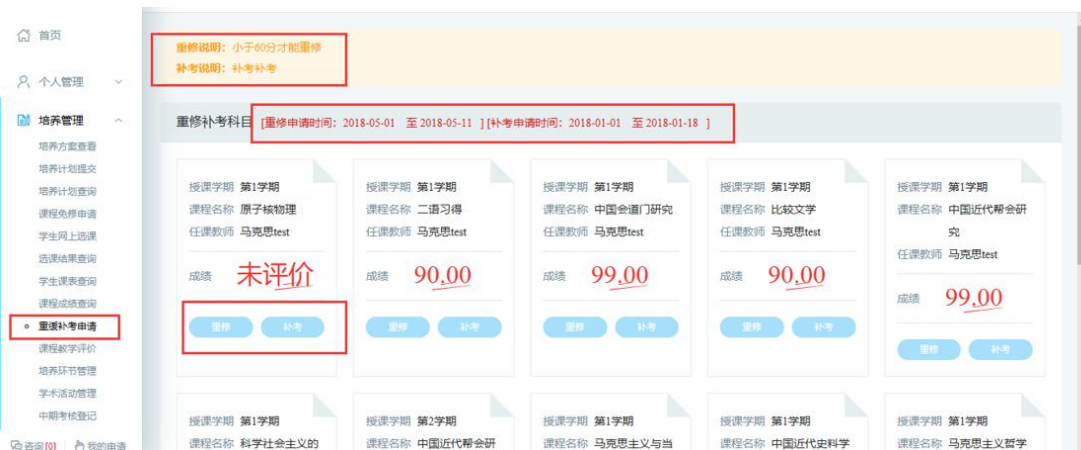 首页
个人管理
培养管理
培养方案查看
培养计划提交
培养计划查询
课程免修申请
学生网上选课
选课结果查询
学生课表查询
课程成绩查询
重缓补考申请
课程教学评价
培养环节管理
学术活动管理
中期考核登记
咨询[0] 我的申请
重修说明：小于60分才能重修
补考说明：补考补考
重修补考科目 [重修申请时间：2018-05-01 至 2018-05-11 ] [补考申请时间：2018-01-01 至 2018-01-18 ]
授课学期 第1学期
课程名称 原子核物理
任课教师 马克思test
成绩 未评价
重修 补考
授课学期 第1学期
课程名称 二语习得
任课教师 马克思test
成绩 90.00
重修 补考
授课学期 第1学期
课程名称 中国会道门研究
任课教师 马克思test
成绩 99.00
重修 补考
授课学期 第1学期
课程名称 比较文学
任课教师 马克思test
成绩 90.00
重修 补考
授课学期 第1学期
课程名称 中国近代帮会研
究
任课教师 马克思test
成绩 99.00
重修 补考
授课学期 第1学期
课程名称 科学社会主义的
授课学期 第2学期
课程名称 中国近代帮会研
授课学期 第1学期
课程名称 马克思主义与当
授课学期 第1学期
课程名称 中国近代史料学
授课学期 第1学期
课程名称 马克思主义哲学